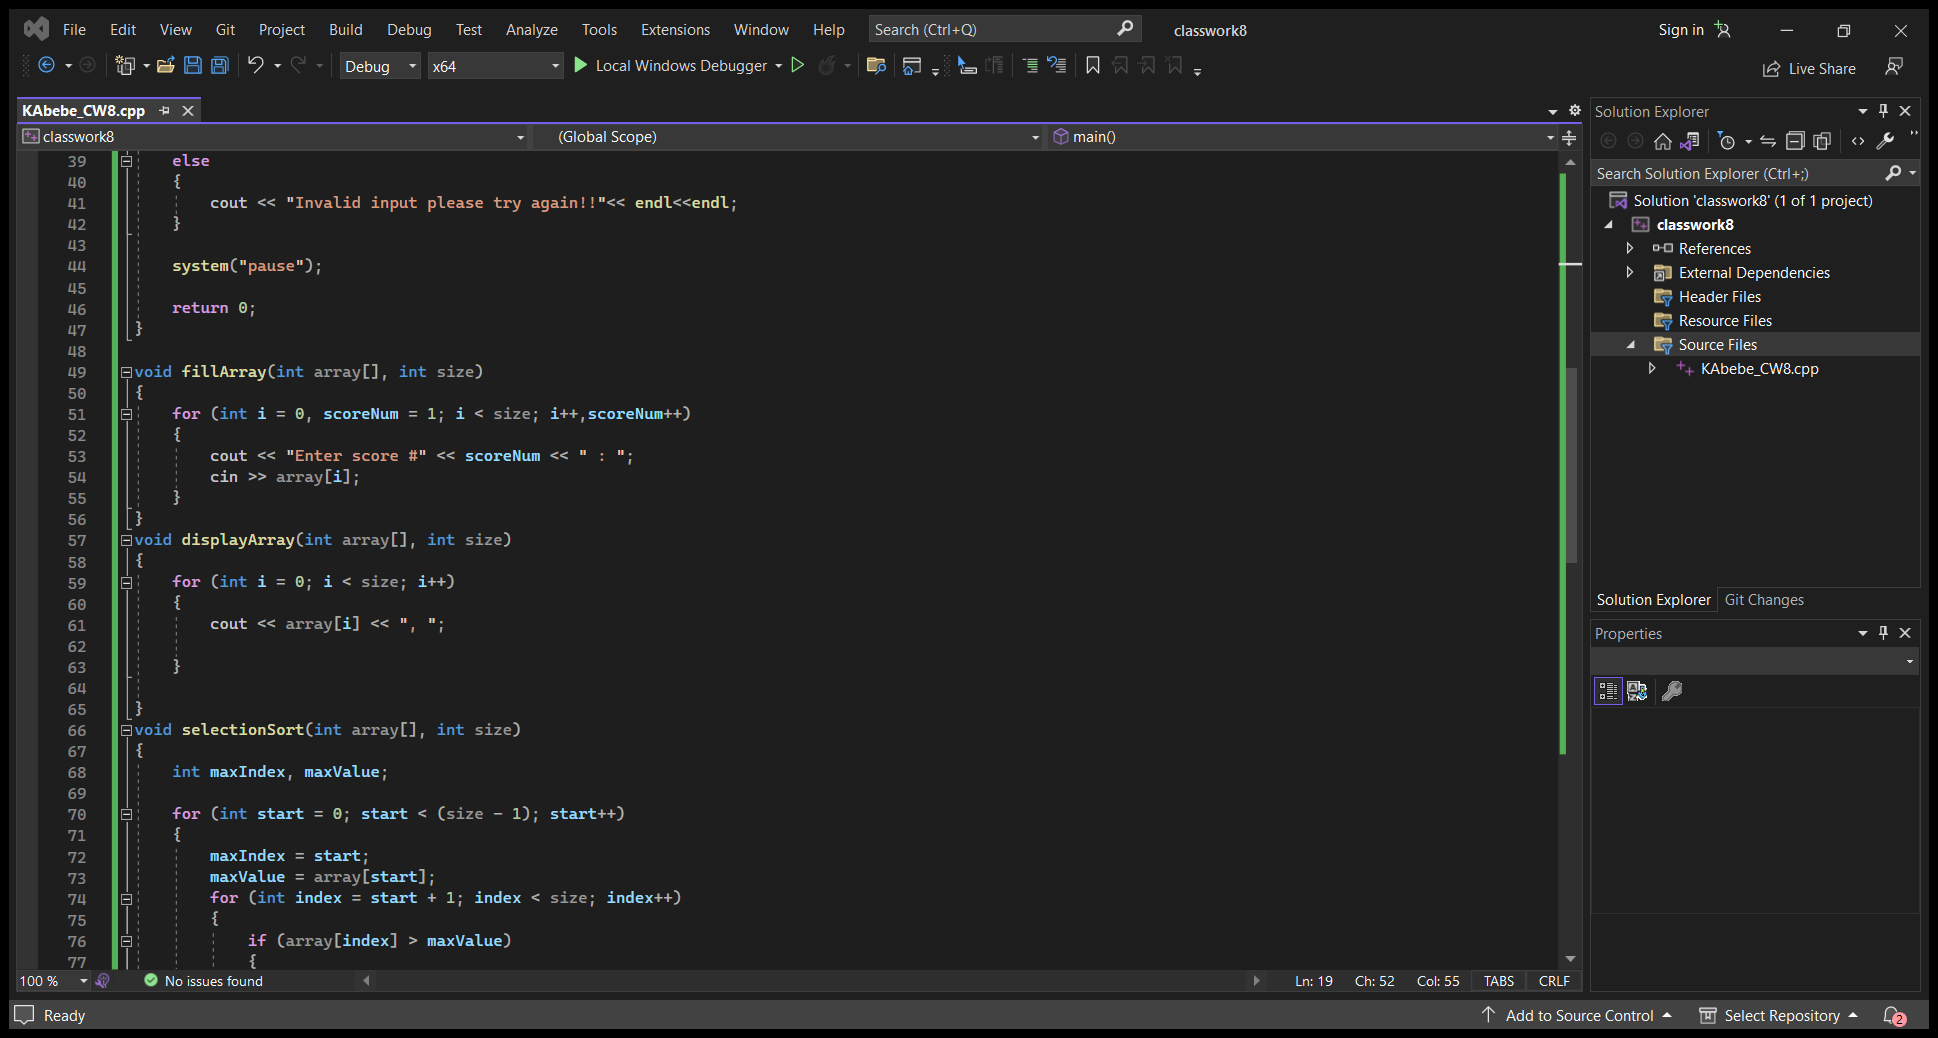 File Edit View Git Project Build Debug Test Analyze Tools Extensions Window Help Search (Ctrl+Q) classwork8 Sign in
Debug x64 Local Windows Debugger Live Share
KAbebe_CW8.cpp
classwork8 (Global Scope) main()
39 else
40 {
41 cout << "Invalid input please try again!!"<< endl<<endl;
42 }
43
44 system("pause");
45
46 return 0;
47 }
48
49 void fillArray(int array[], int size)
50 {
51 for (int i = 0, scoreNum = 1; i < size; i++,scoreNum++)
52 {
53 cout << "Enter score #" << scoreNum << " : ";
54 cin >> array[i];
55 }
56 }
57 void displayArray(int array[], int size)
58 {
59 for (int i = 0; i < size; i++)
60 {
61 cout << array[i] << ", ";
62
63 }
64
65 }
66 void selectionSort(int array[], int size)
67 {
68 int maxIndex, maxValue;
69
70 for (int start = 0; start < (size - 1); start++)
71 {
72 maxIndex = start;
73 maxValue = array[start];
74 for (int index = start + 1; index < size; index++)
75 {
76 if (array[index] > maxValue)
77 {
100 % No issues found Ln: 19 Ch: 52 Col: 55 TABS CRLF
Solution Explorer
Search Solution Explorer (Ctrl+;)
Solution 'classwork8' (1 of 1 project)
classwork8
References
External Dependencies
Header Files
Resource Files
Source Files
KAbebe_CW8.cpp
Solution Explorer Git Changes
Properties
Ready Add to Source Control Select Repository 2